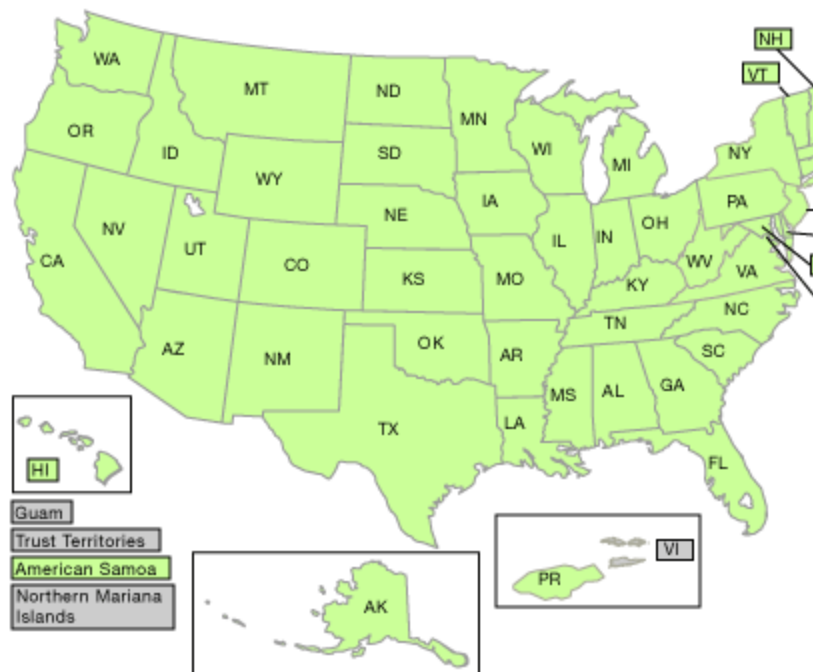 NH
VT
WA
MT
ND
MN
OR
ID
SD
WI
MI
NY
WY
NE
IA
PA
NV
UT
CO
IL
IN
OH
CA
KS
MO
KY
WV
VA
AZ
NM
OK
AR
TN
NC
SC
TX
LA
MS
AL
GA
FL
HI
Guam
Trust Territories
American Samoa
Northern Mariana
Islands
AK
PR
VI